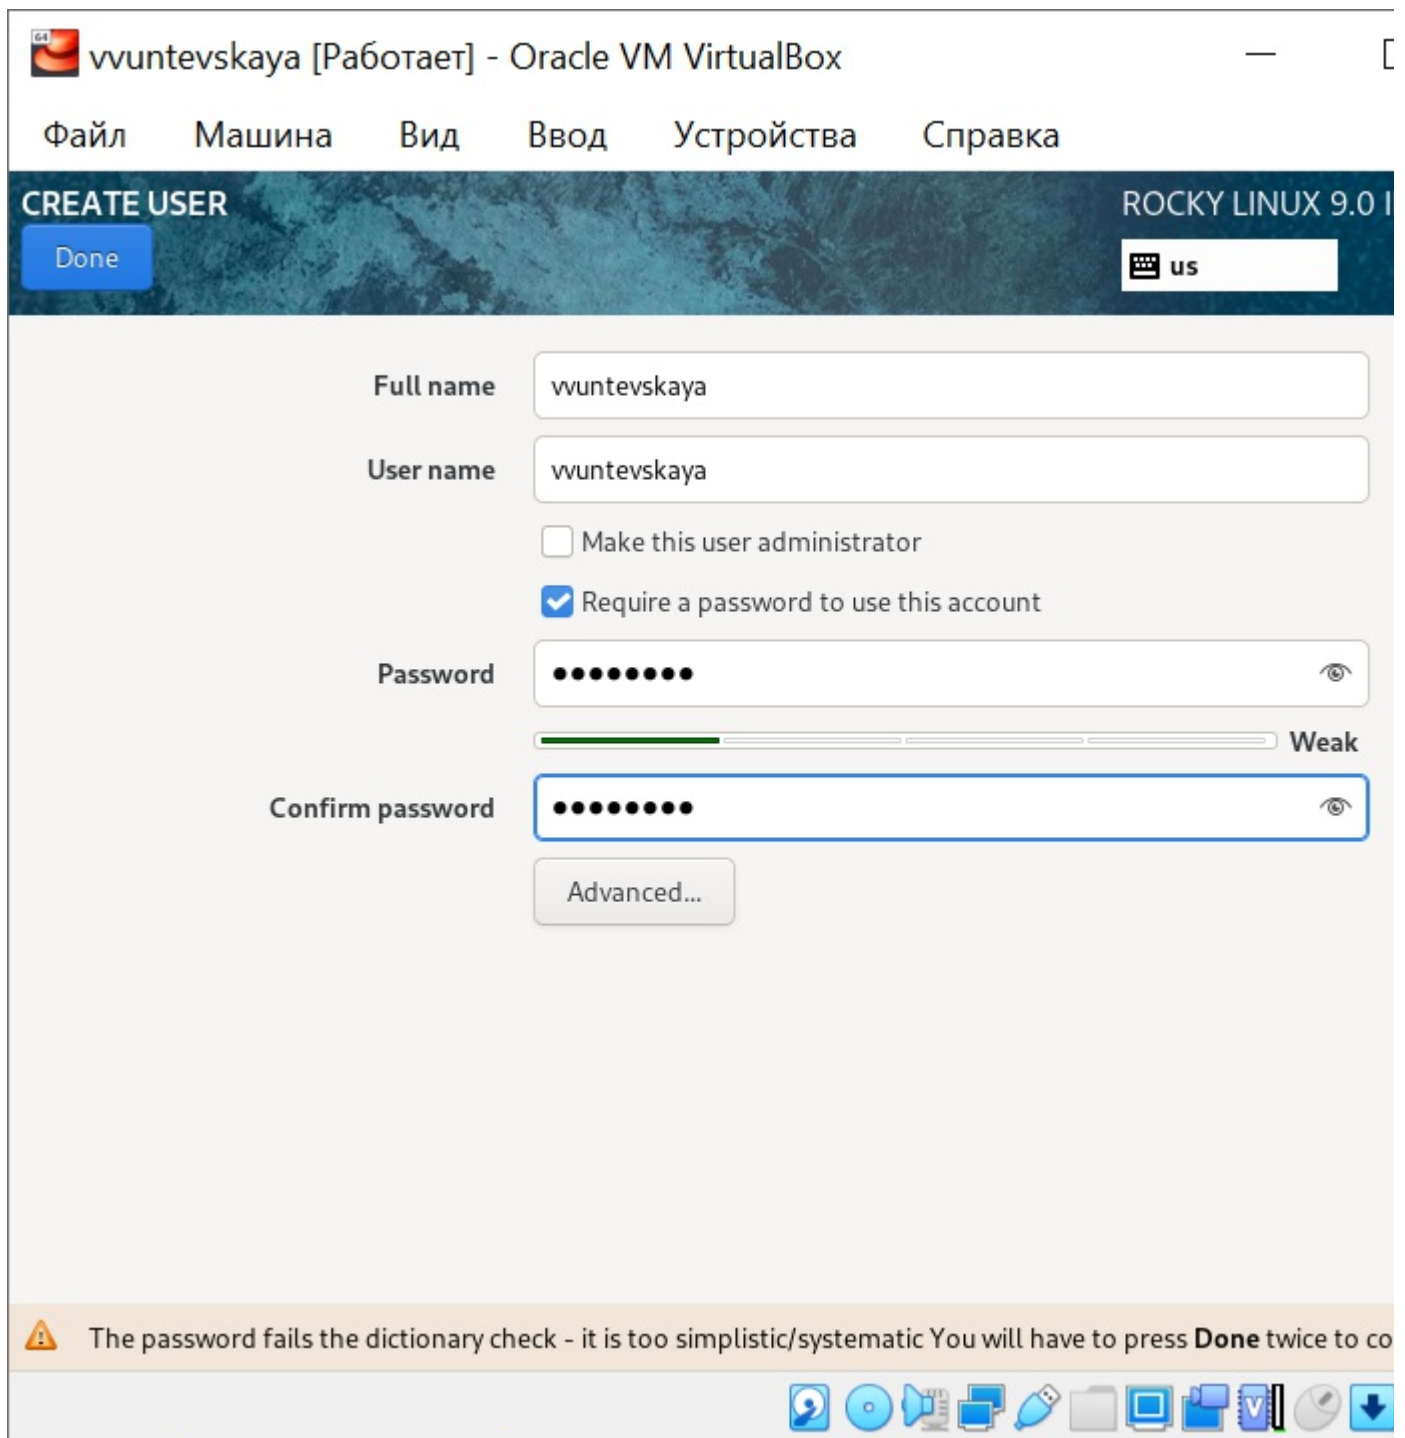 64
vvuntevskaya [Работает] - Oracle VM VirtualBox
Файл Машина Вид Ввод Устройства Справка
CREATE USER
ROCKY LINUX 9.0 I
Done
us
Full name vvuntevskaya
User name vvuntevskaya
Make this user administrator
Require a password to use this account
Password ●●●●●●●●
Weak
Confirm password ●●●●●●●●
Advanced...
The password fails the dictionary check - it is too simplistic/systematic You will have to press Done twice to co
V